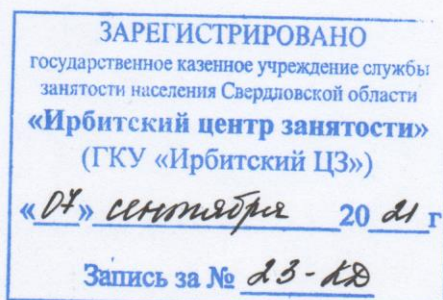 ЗАРЕГИСТРИРОВАНО
государственное казенное учреждение службы
занятости населения Свердловской области
«Ирбитский центр занятости»
(ГКУ «Ирбитский ЦЗ»)
«07» сентября 20 21 г
Запись за № 23-КД